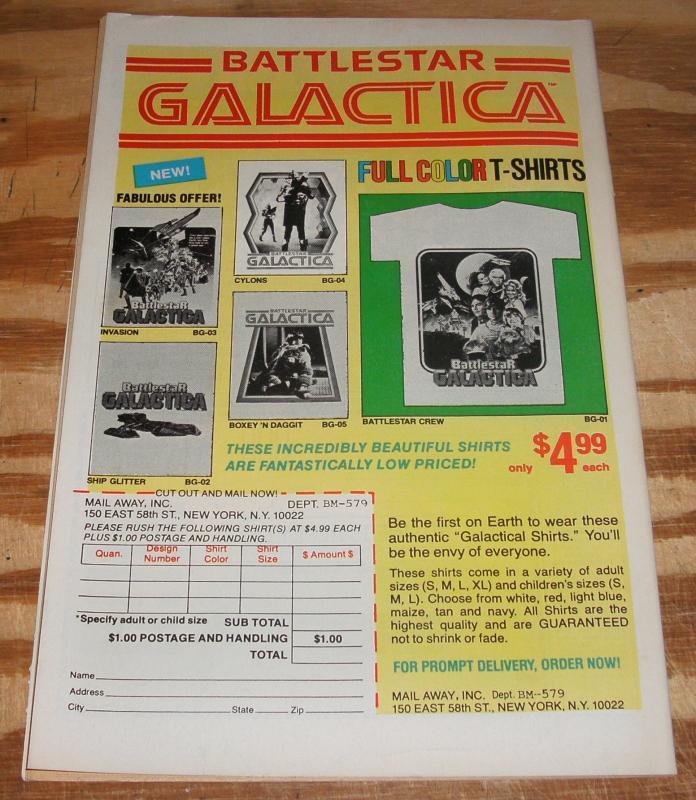 BATTLESTAR
GALACTICA™
NEW!
FABULOUS OFFER!
FULL COLOR T-SHIRTS
BATTLESTAR
GALACTICA
CYLONS BG-04
BattlestaR
GALACTICA
INVASION BG-03
BATTLESTAR
GALACTICA
BOXEY 'N DAGGIT BG-05
BattlestaR
GALACTICA
BATTLESTAR CREW BG-01
BattlestaR
GALACTICA
SHIP GLITTER BG-02
THESE INCREDIBLY BEAUTIFUL SHIRTS
ARE FANTASTICALLY LOW PRICED!
only $4.99 each
CUT OUT AND MAIL NOW!
MAIL AWAY, INC. DEPT. BM-579
150 EAST 58th ST., NEW YORK, N.Y. 10022
PLEASE RUSH THE FOLLOWING SHIRT(S) AT $4.99 EACH
PLUS $1.00 POSTAGE AND HANDLING.
Quan. Design Number Shirt Color Shirt Size $ Amount $
*Specify adult or child size SUB TOTAL
$1.00 POSTAGE AND HANDLING $1.00
TOTAL
Name
Address
City State Zip
Be the first on Earth to wear these
authentic "Galactical Shirts." You'll
be the envy of everyone.
These shirts come in a variety of adult
sizes (S, M, L, XL) and children's sizes (S,
M, L). Choose from white, red, light blue,
maize, tan and navy. All Shirts are the
highest quality and are GUARANTEED
not to shrink or fade.
FOR PROMPT DELIVERY, ORDER NOW!
MAIL AWAY, INC. Dept. BM--579
150 EAST 58th ST., NEW YORK, N.Y. 10022